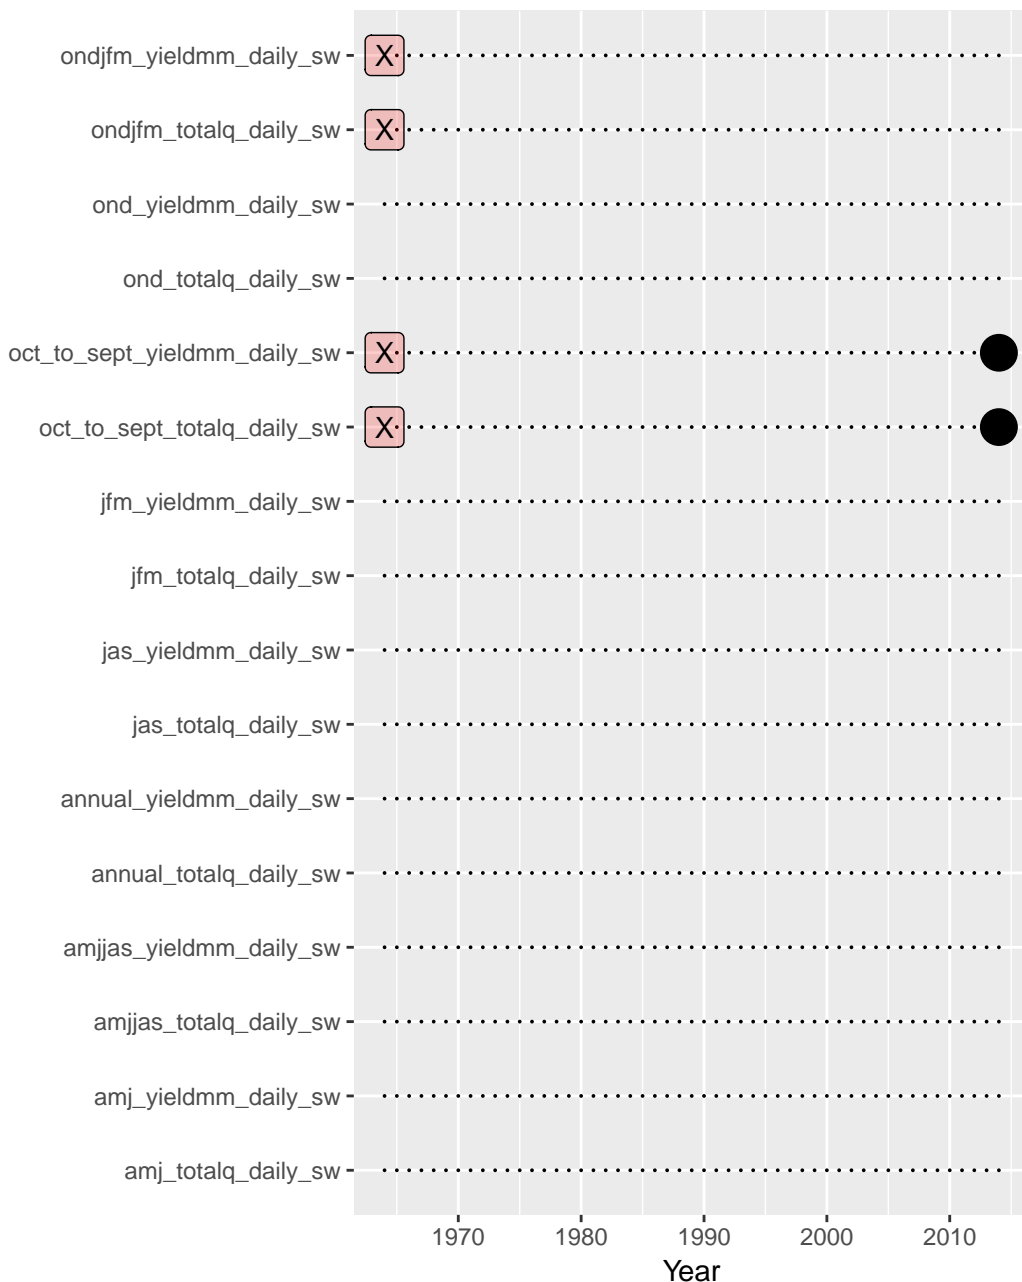 ondjfm_yieldmm_daily_sw X
ondjfm_totalq_daily_sw X
ond_yieldmm_daily_sw
ond_totalq_daily_sw
oct_to_sept_yieldmm_daily_sw X
oct_to_sept_totalq_daily_sw X
jfm_yieldmm_daily_sw
jfm_totalq_daily_sw
jas_yieldmm_daily_sw
jas_totalq_daily_sw
annual_yieldmm_daily_sw
annual_totalq_daily_sw
amjjas_yieldmm_daily_sw
amjjas_totalq_daily_sw
amj_yieldmm_daily_sw
amj_totalq_daily_sw
1970 1980 1990 2000 2010
Year